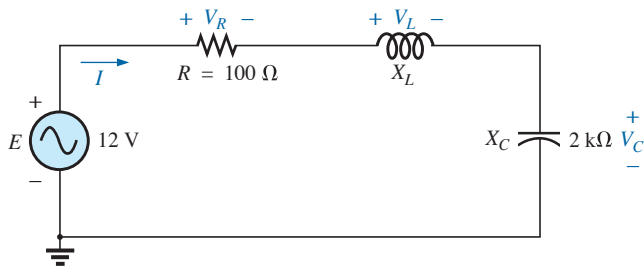 + V_R −
+ V_L −
I
R = 100 Ω
X_L
+
E
12 V
−
X_C
2 kΩ
+
V_C
−